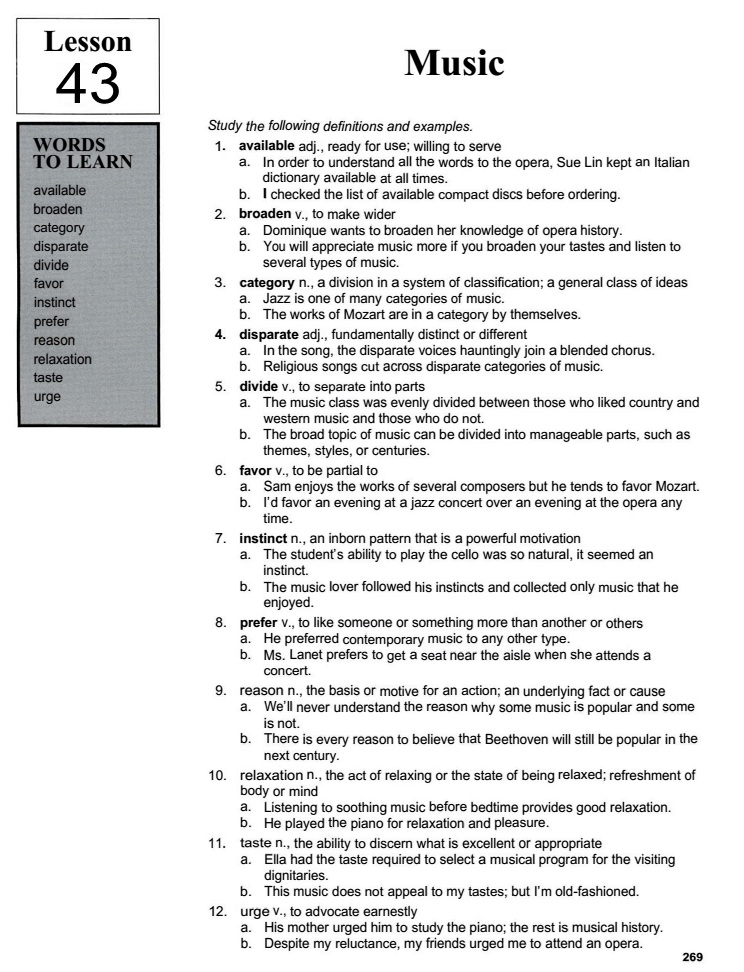 Lesson
43
Music
WORDS
TO LEARN
available
broaden
category
disparate
divide
favor
instinct
prefer
reason
relaxation
taste
urge
Study the following definitions and examples.
1. available adj., ready for use; willing to serve
a. In order to understand all the words to the opera, Sue Lin kept an Italian
dictionary available at all times.
b. I checked the list of available compact discs before ordering.
2. broaden v., to make wider
a. Dominique wants to broaden her knowledge of opera history.
b. You will appreciate music more if you broaden your tastes and listen to
several types of music.
3. category n., a division in a system of classification; a general class of ideas
a. Jazz is one of many categories of music.
b. The works of Mozart are in a category by themselves.
4. disparate adj., fundamentally distinct or different
a. In the song, the disparate voices hauntingly join a blended chorus.
b. Religious songs cut across disparate categories of music.
5. divide v., to separate into parts
a. The music class was evenly divided between those who liked country and
western music and those who do not.
b. The broad topic of music can be divided into manageable parts, such as
themes, styles, or centuries.
6. favor v., to be partial to
a. Sam enjoys the works of several composers but he tends to favor Mozart.
b. I'd favor an evening at a jazz concert over an evening at the opera any
time.
7. instinct n., an inborn pattern that is a powerful motivation
a. The student's ability to play the cello was so natural, it seemed an
instinct.
b. The music lover followed his instincts and collected only music that he
enjoyed.
8. prefer v., to like someone or something more than another or others
a. He preferred contemporary music to any other type.
b. Ms. Lanet prefers to get a seat near the aisle when she attends a
concert.
9. reason n., the basis or motive for an action; an underlying fact or cause
a. We'll never understand the reason why some music is popular and some
is not.
b. There is every reason to believe that Beethoven will still be popular in the
next century.
10. relaxation n., the act of relaxing or the state of being relaxed; refreshment of
body or mind
a. Listening to soothing music before bedtime provides good relaxation.
b. He played the piano for relaxation and pleasure.
11. taste n., the ability to discern what is excellent or appropriate
a. Ella had the taste required to select a musical program for the visiting
dignitaries.
b. This music does not appeal to my tastes; but I'm old-fashioned.
12. urge v., to advocate earnestly
a. His mother urged him to study the piano; the rest is musical history.
b. Despite my reluctance, my friends urged me to attend an opera.
269